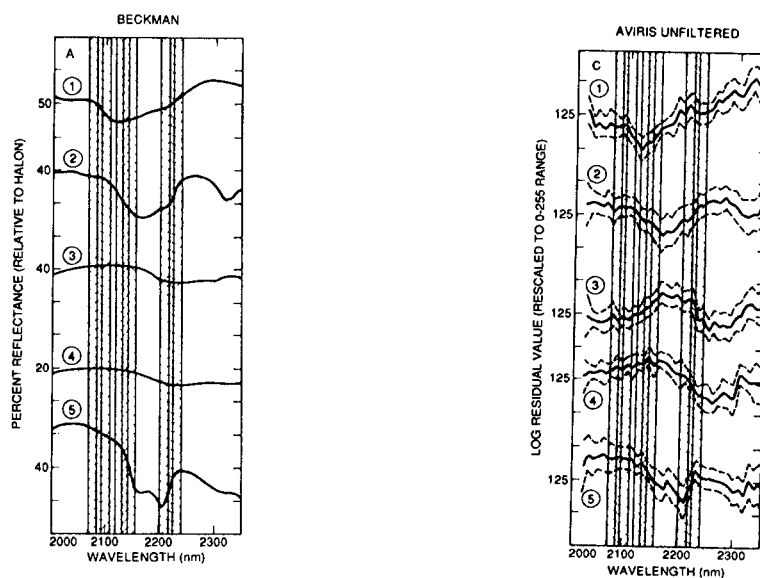 BECKMAN
A
1
50
2
40
3
40
4
20
5
40
PERCENT REFLECTANCE (RELATIVE TO HALON)
2000 2100 2200 2300
WAVELENGTH (nm)
AVIRIS UNFILTERED
C
1
125
2
125
3
125
125
4
125
5
LOG RESIDUAL VALUE (RESCALED TO 0-255 RANGE)
2000 2100 2200 2300
WAVELENGTH (nm)